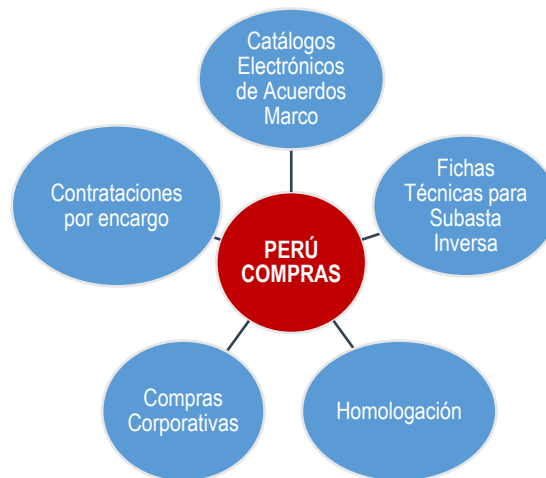 Catálogos
Electrónicos
de Acuerdos
Marco
Fichas
Técnicas para
Subasta
Inversa
Contrataciones
por encargo
PERÚ
COMPRAS
Compras
Corporativas
Homologación